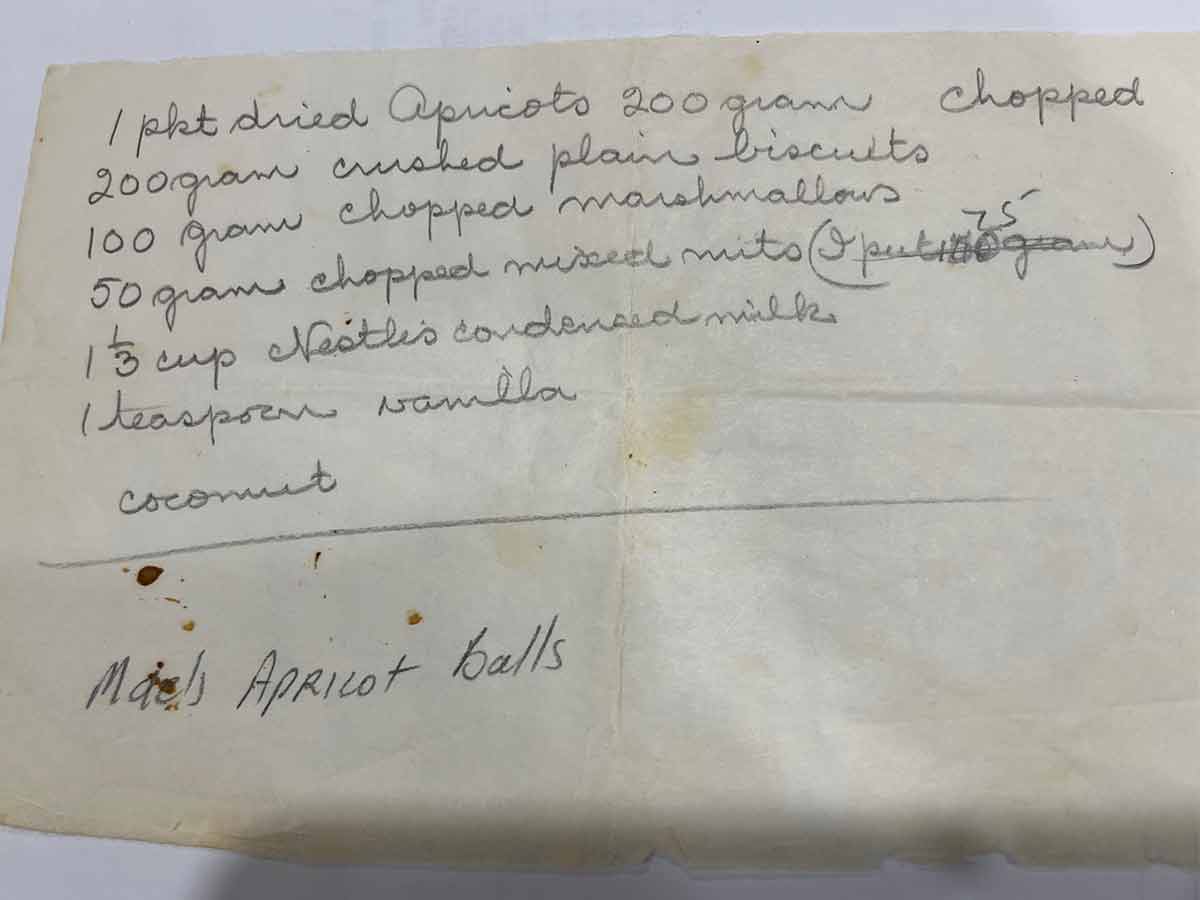 1 pkt dried Apricots 200 gram chopped
200 gram crushed plain biscuits
100 gram chopped marshmallows
75
50 gram chopped mixed nuts (I put 100 gram)
1 1/3 cup Nestle's condensed milk
1 teaspoon vanilla
coconut
APRICOT Balls